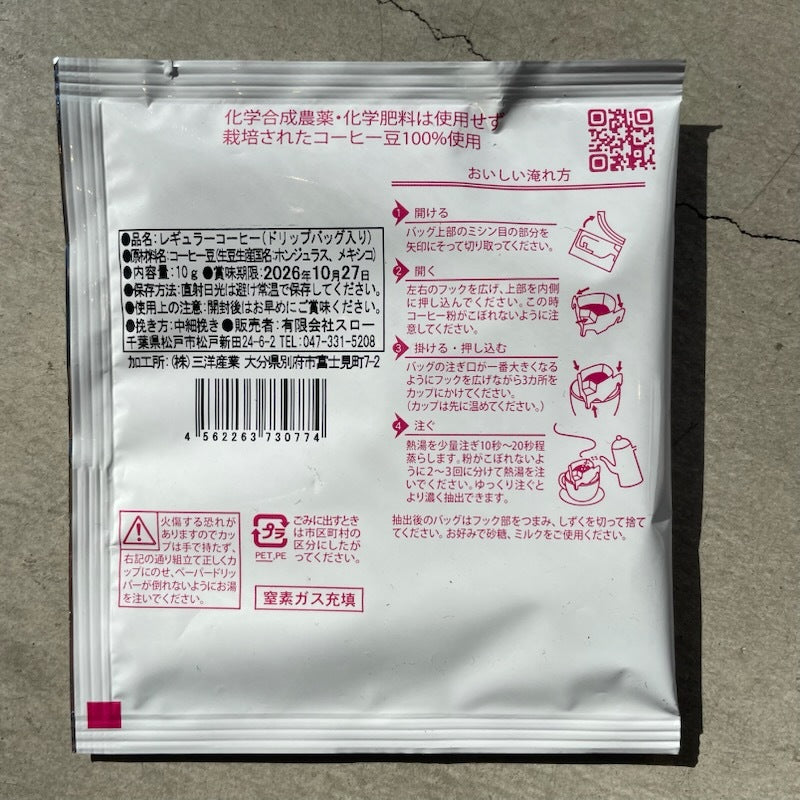 化学合成農薬・化学肥料は使用せず
栽培されたコーヒー豆100%使用
●品名:レギュラーコーヒー(ドリップバッグ入り)
●原材料名:コーヒー豆(生豆生産国名:ホンジュラス、メキシコ)
●内容量:10g ●賞味期限:2026年10月27日
●保存方法:直射日光は避け常温で保存してください。
●使用上の注意:開封後はお早めにご賞味ください。
●挽き方:中細挽き ●販売者:有限会社スロー
千葉県松戸市松戸新田24-6-2 TEL:047-331-5208
加工所:(株)三洋産業 大分県別府市富士見町7-2
4 562263 730774
火傷する恐れが
ありますのでカッ
プは手で持たず、
右記の通り組立て正しくカ
ップにのせ、ペーパードリッ
パーが倒れないようにお湯
を注いでください。
プラ
PET,PE
ごみに出すとき
は市区町村の
区分にしたが
ってください。
窒素ガス充填
おいしい淹れ方
1 開ける
バッグ上部のミシン目の部分を
矢印にそって切り取ってください。
2 開く
左右のフックを広げ、上部を内側
に押し込んでください。この時
コーヒー粉がこぼれないように注
意してください。
3 掛ける・押し込む
バッグの注ぎ口が一番大きくなる
ようにフックを広げながら3カ所を
カップにかけてください。
(カップは先に温めてください。)
4 注ぐ
熱湯を少量注ぎ10秒〜20秒程
蒸らします。粉がこぼれないよう
に2〜3回に分けて熱湯を注
いでください。ゆっくり注ぐと
より濃く抽出できます。
抽出後のバッグはフック部をつまみ、しずくを切って捨て
てください。お好みで砂糖、ミルクをご使用ください。